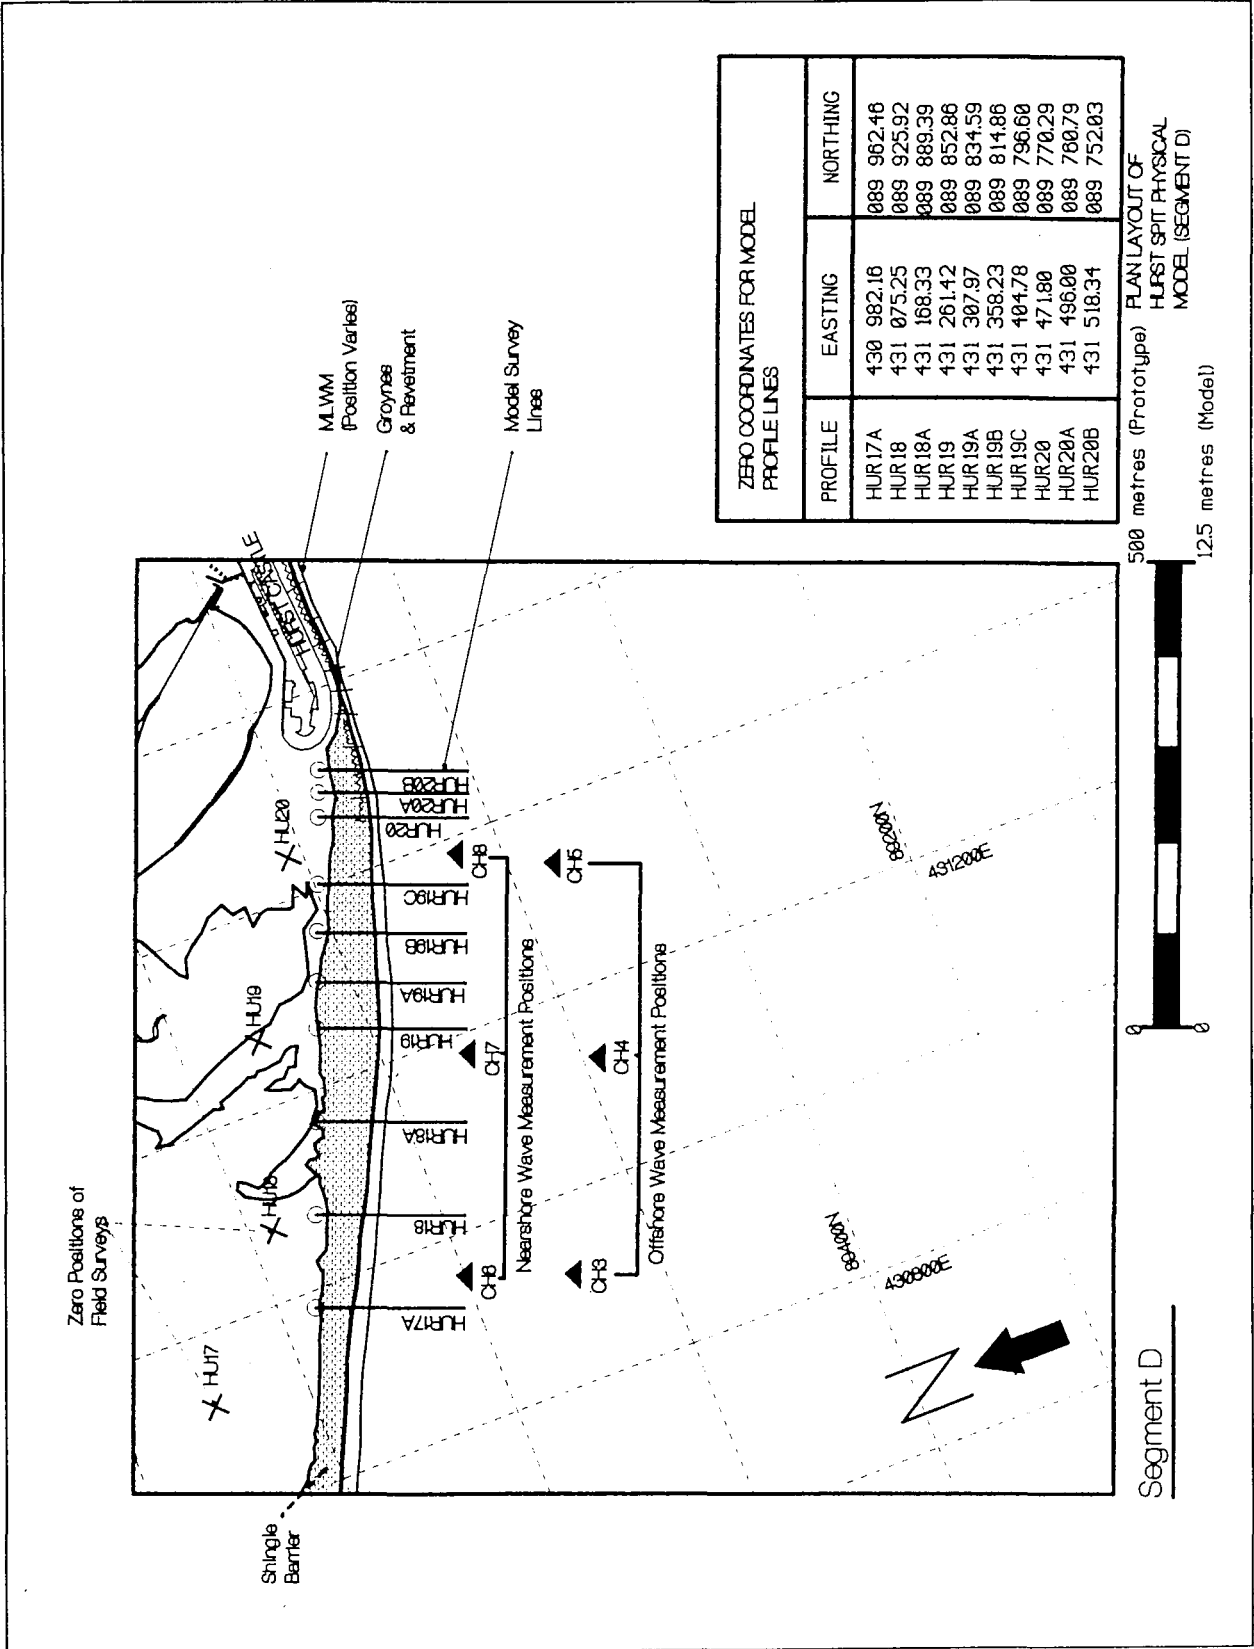 Zero Positions of
Field Surveys
Shingle
Barrier
HU17
HU18
HU19
HU20
HURST CASTLE
MLWM
(Position Varies)
Groynes
& Revetment
Model Survey
Lines
HUR17A
HUR18
HUR18A
HUR19
HUR19A
HUR19B
HUR19C
HUR20
HUR20A
HUR20B
CH6
CH7
CH8
Nearshore Wave Measurement Positions
CH3
CH4
CH5
Offshore Wave Measurement Positions
89400N
430800E
89200N
431200E
N
Segment D
0
500 metres (Prototype)
0
12.5 metres (Model)
ZERO COORDINATES FOR MODEL
PROFILE LINES
PROFILE EASTING NORTHING
HUR17A 430 982.16 089 962.46
HUR18 431 075.25 089 925.92
HUR18A 431 168.33 089 889.39
HUR19 431 261.42 089 852.86
HUR19A 431 307.97 089 834.59
HUR19B 431 358.23 089 814.86
HUR19C 431 404.78 089 796.60
HUR20 431 471.80 089 770.29
HUR20A 431 496.00 089 760.79
HUR20B 431 518.34 089 752.03
PLAN LAYOUT OF
HURST SPIT PHYSICAL
MODEL (SEGMENT D)